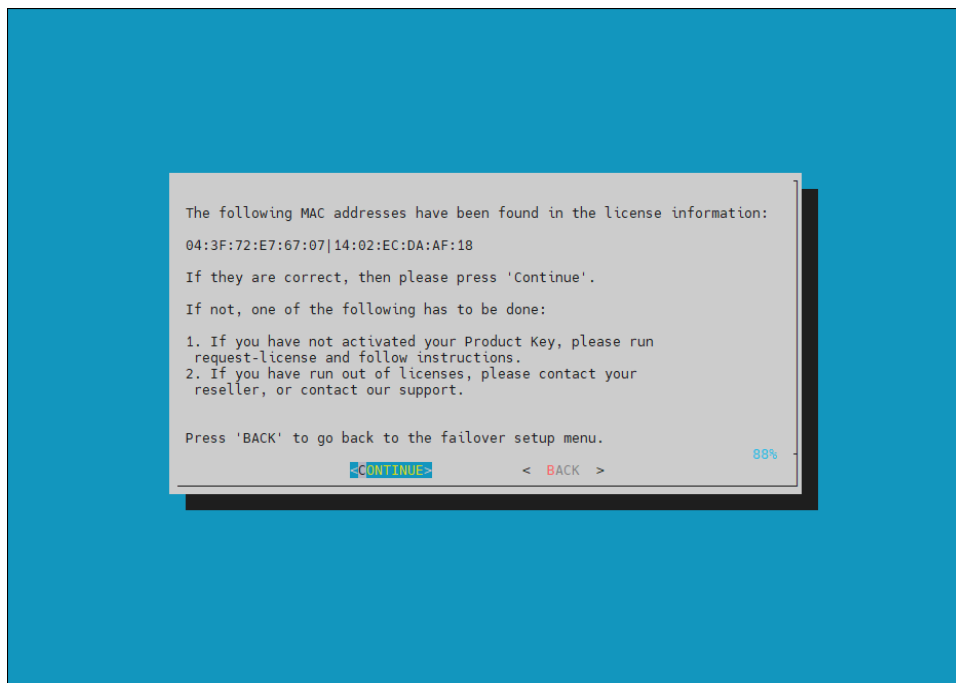 The following MAC addresses have been found in the license information:
04:3F:72:E7:67:07|14:02:EC:DA:AF:18
If they are correct, then please press 'Continue'.
If not, one of the following has to be done:
1. If you have not activated your Product Key, please run
request-license and follow instructions.
2. If you have run out of licenses, please contact your
reseller, or contact our support.
Press 'BACK' to go back to the failover setup menu.
88%
<CONTINUE> < BACK >